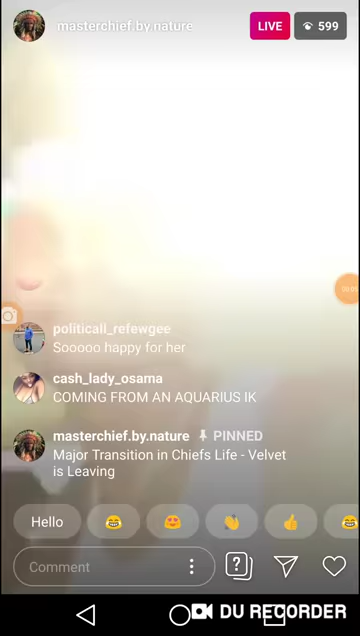 masterchief.by.nature LIVE 599
politicall_refewgee
Sooooo happy for her
cash_lady_osama
COMING FROM AN AQUARIUS IK
masterchief.by.nature PINNED
Major Transition in Chiefs Life - Velvet
is Leaving
Hello
Comment
DU RECORDER